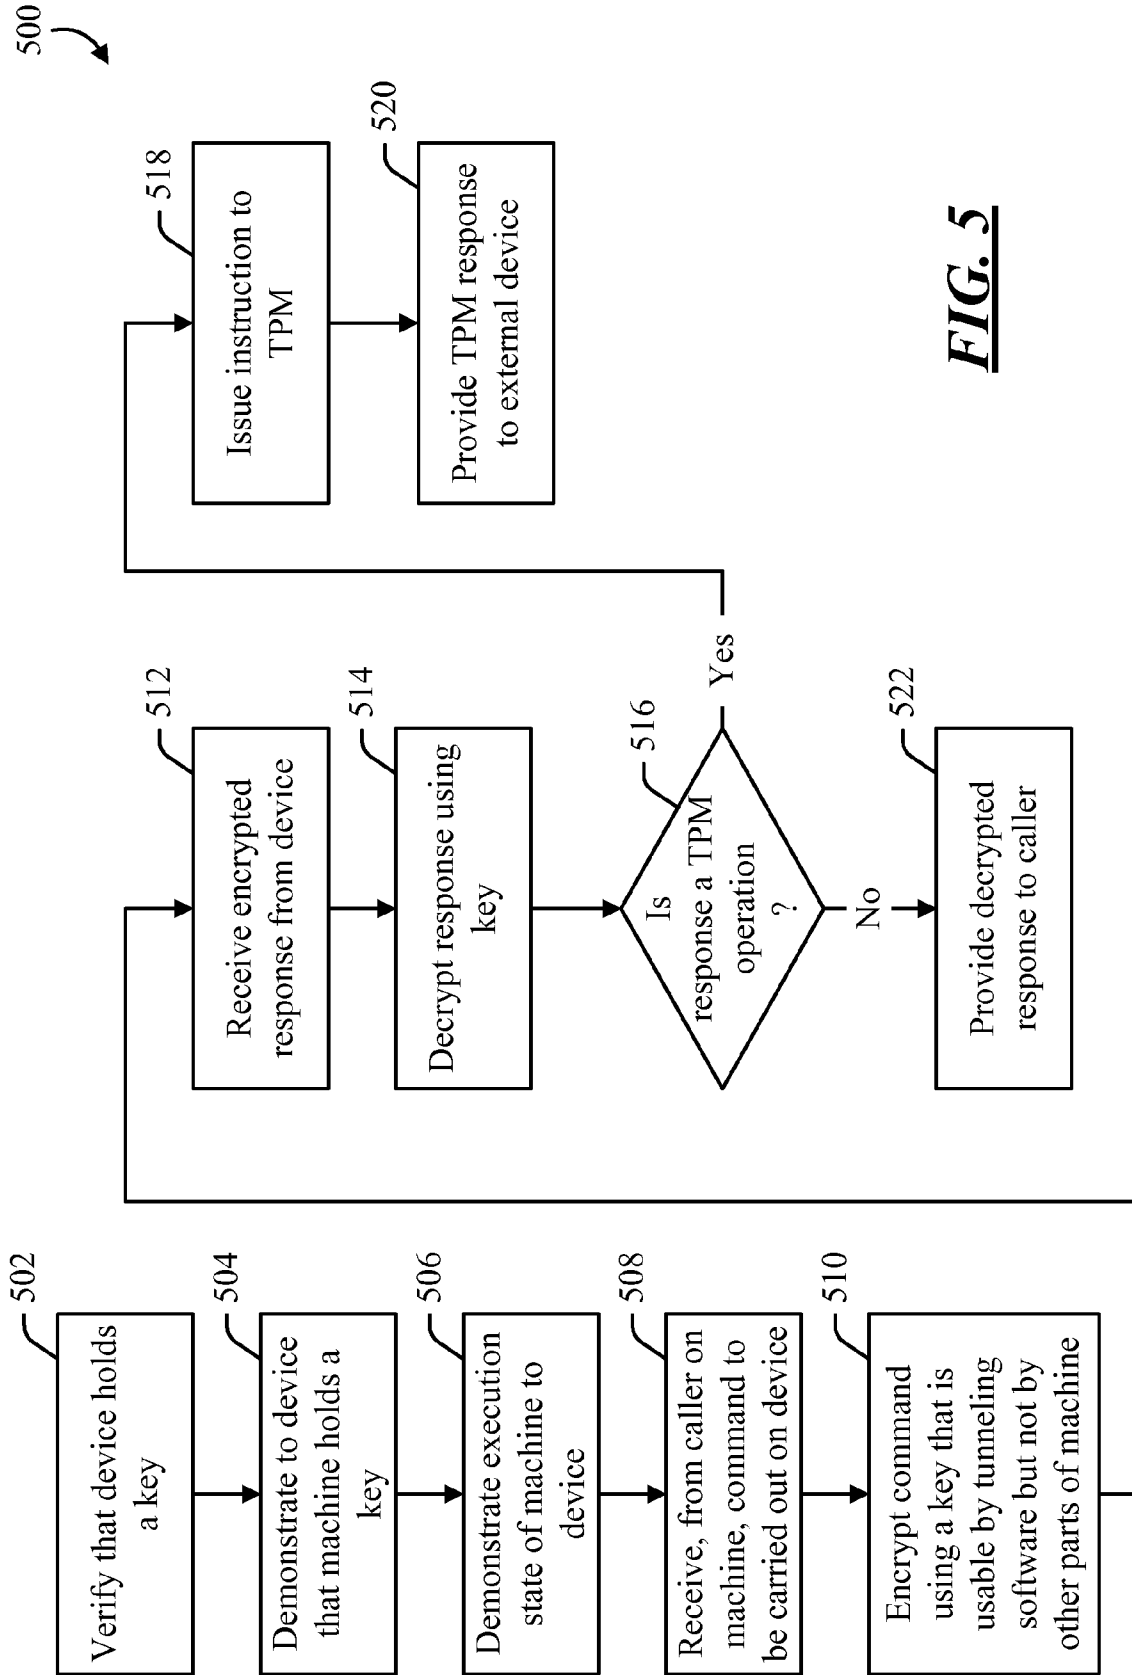 500
502
Verify that device holds
a key
504
Demonstrate to device
that machine holds a
key
506
Demonstrate execution
state of machine to
device
508
Receive, from caller on
machine, command to
be carried out on device
510
Encrypt command
using a key that is
usable by tunneling
software but not by
other parts of machine
512
Receive encrypted
response from device
514
Decrypt response using
key
516
Is
response a TPM
operation
?
Yes
No
522
Provide decrypted
response to caller
518
Issue instruction to
TPM
520
Provide TPM response
to external device
FIG. 5